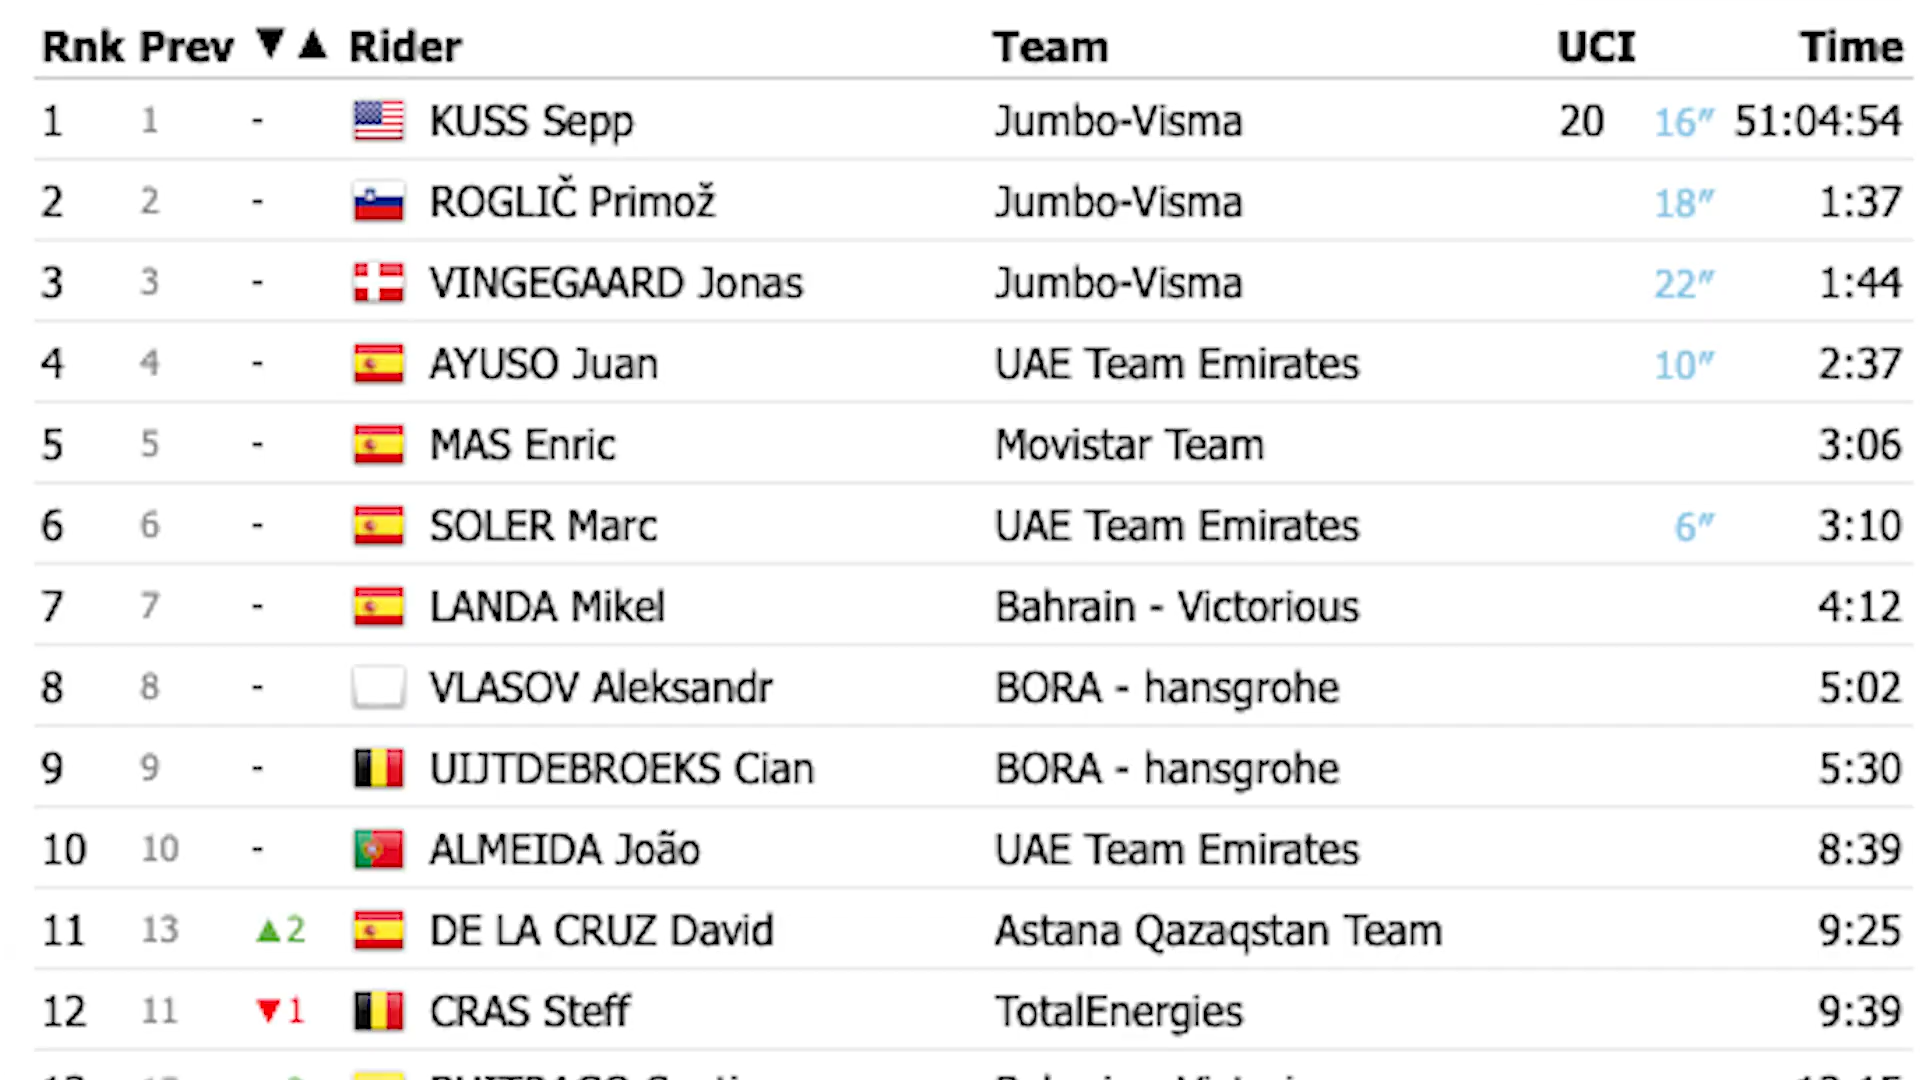 Rnk Prev ▼▲ Rider Team UCI Time
1 1 - KUSS Sepp Jumbo-Visma 20 16″ 51:04:54
2 2 - ROGLIČ Primož Jumbo-Visma 18″ 1:37
3 3 - VINGEGAARD Jonas Jumbo-Visma 22″ 1:44
4 4 - AYUSO Juan UAE Team Emirates 10″ 2:37
5 5 - MAS Enric Movistar Team 3:06
6 6 - SOLER Marc UAE Team Emirates 6″ 3:10
7 7 - LANDA Mikel Bahrain - Victorious 4:12
8 8 - VLASOV Aleksandr BORA - hansgrohe 5:02
9 9 - UIJTDEBROEKS Cian BORA - hansgrohe 5:30
10 10 - ALMEIDA João UAE Team Emirates 8:39
11 13 ▲2 DE LA CRUZ David Astana Qazaqstan Team 9:25
12 11 ▼1 CRAS Steff TotalEnergies 9:39